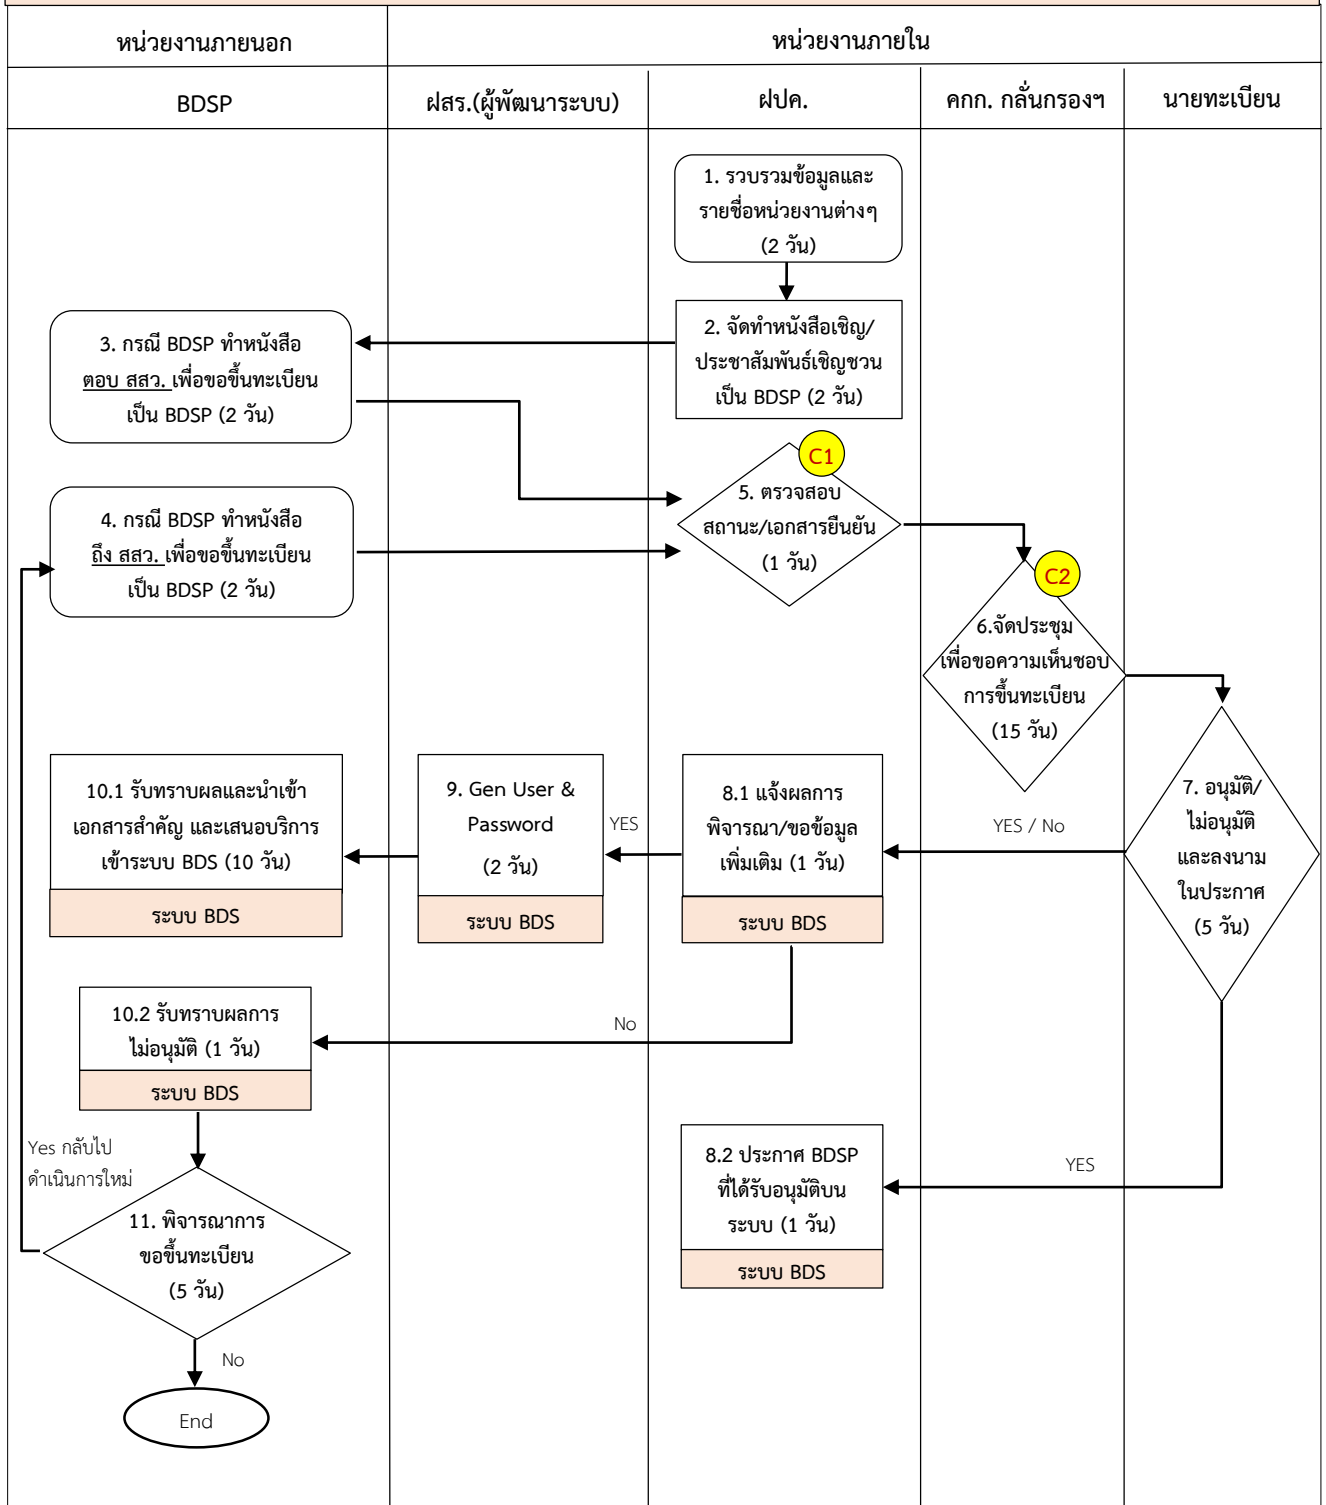 หน่วยงานภายนอก
หน่วยงานภายใน
BDSP
ฝสร.(ผู้พัฒนาระบบ)
ฝปค.
คกก. กลั่นกรองฯ
นายทะเบียน
1. รวบรวมข้อมูลและ
รายชื่อหน่วยงานต่างๆ
(2 วัน)
2. จัดทำหนังสือเชิญ/
ประชาสัมพันธ์เชิญชวน
เป็น BDSP (2 วัน)
3. กรณี BDSP ทำหนังสือ
ตอบ สสว. เพื่อขอขึ้นทะเบียน
เป็น BDSP (2 วัน)
C1
5. ตรวจสอบ
สถานะ/เอกสารยืนยัน
(1 วัน)
4. กรณี BDSP ทำหนังสือ
ถึง สสว. เพื่อขอขึ้นทะเบียน
เป็น BDSP (2 วัน)
C2
6.จัดประชุม
เพื่อขอความเห็นชอบ
การขึ้นทะเบียน
(15 วัน)
7. อนุมัติ/
ไม่อนุมัติ
และลงนาม
ในประกาศ
(5 วัน)
YES / No
8.1 แจ้งผลการ
พิจารณา/ขอข้อมูล
เพิ่มเติม (1 วัน)
ระบบ BDS
YES
9. Gen User &
Password
(2 วัน)
ระบบ BDS
10.1 รับทราบผลและนำเข้า
เอกสารสำคัญ และเสนอบริการ
เข้าระบบ BDS (10 วัน)
ระบบ BDS
No
10.2 รับทราบผลการ
ไม่อนุมัติ (1 วัน)
ระบบ BDS
YES
8.2 ประกาศ BDSP
ที่ได้รับอนุมัติบน
ระบบ (1 วัน)
ระบบ BDS
Yes กลับไป
ดำเนินการใหม่
11. พิจารณาการ
ขอขึ้นทะเบียน
(5 วัน)
No
End